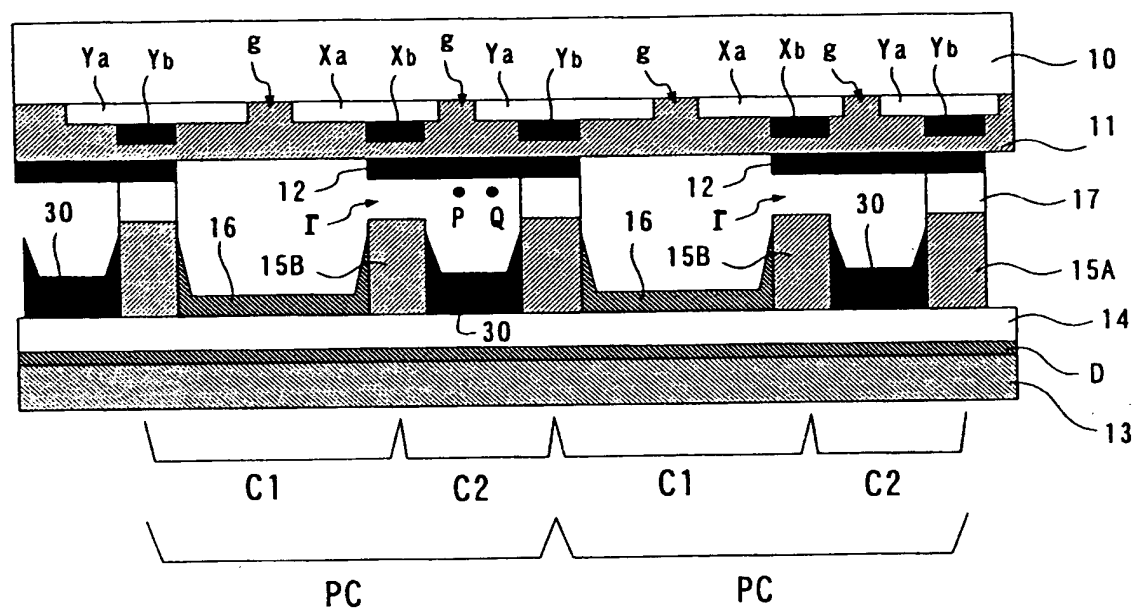 Ya Yb g Xa Xb g Ya Yb g Xa Xb g Ya 10
11
12 12
30 P Q 30 17
r r
16 15B 16 15B 15A
30 14
D
13
C1 C2 C1 C2
PC PC